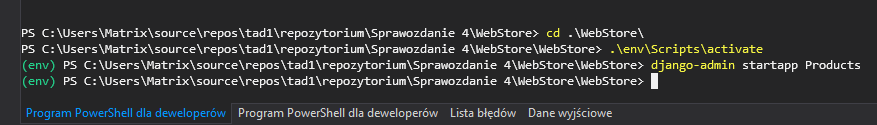 PS C:\Users\Matrix\source\repos\tad1\repozytorium\Sprawozdanie 4\WebStore> cd .\WebStore\
PS C:\Users\Matrix\source\repos\tad1\repozytorium\Sprawozdanie 4\WebStore\WebStore> .\env\Scripts\activate
(env) PS C:\Users\Matrix\source\repos\tad1\repozytorium\Sprawozdanie 4\WebStore\WebStore> django-admin startapp Products
(env) PS C:\Users\Matrix\source\repos\tad1\repozytorium\Sprawozdanie 4\WebStore\WebStore>
Program PowerShell dla deweloperów Program PowerShell dla deweloperów Lista błędów Dane wyjściowe